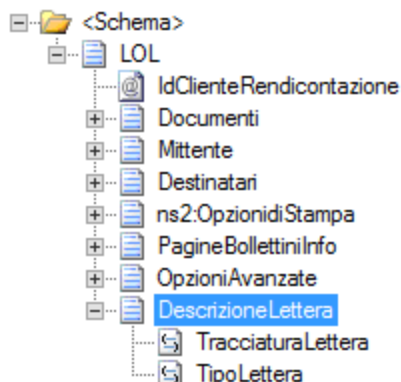 <Schema>
LOL
IdClienteRendicontazione
Documenti
Mittente
Destinatari
ns2:OpzionidiStampa
PagineBollettiniInfo
OpzioniAvanzate
DescrizioneLettera
TracciaturaLettera
TipoLettera